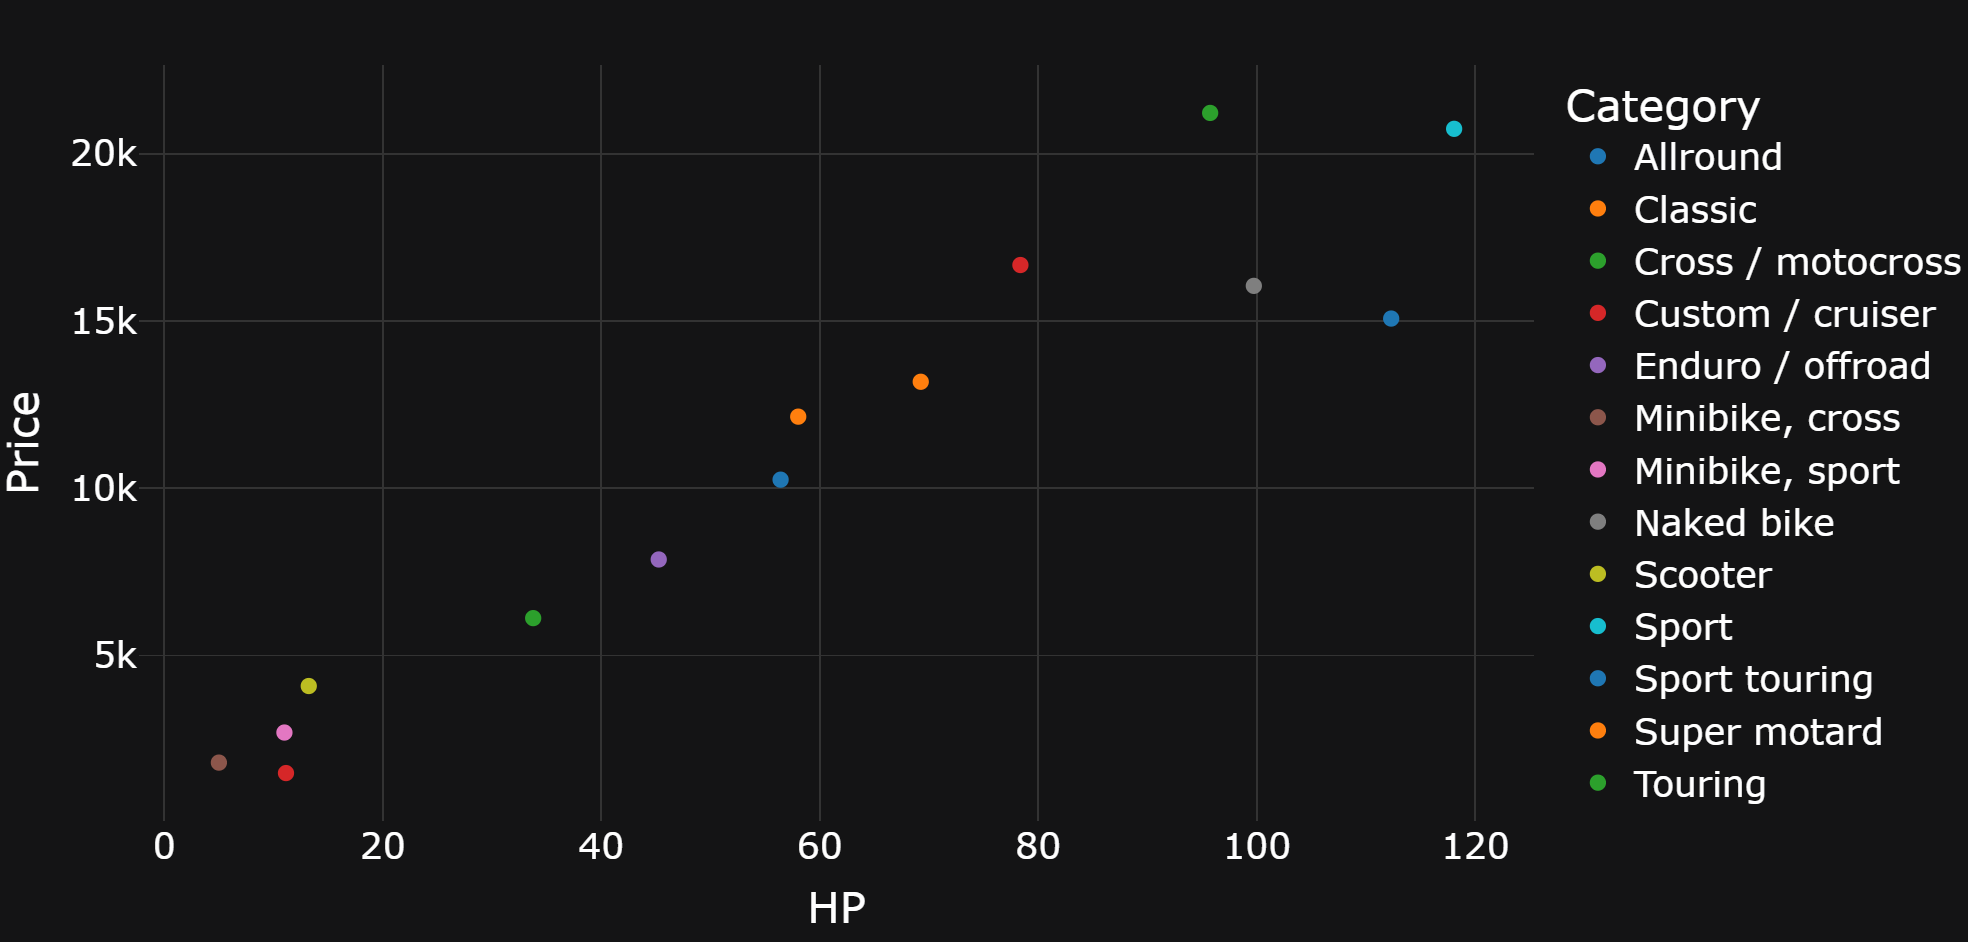 Category
Allround
Classic
Cross / motocross
Custom / cruiser
Enduro / offroad
Minibike, cross
Minibike, sport
Naked bike
Scooter
Sport
Sport touring
Super motard
Touring
Price
20k
15k
10k
5k
0 20 40 60 80 100 120
HP